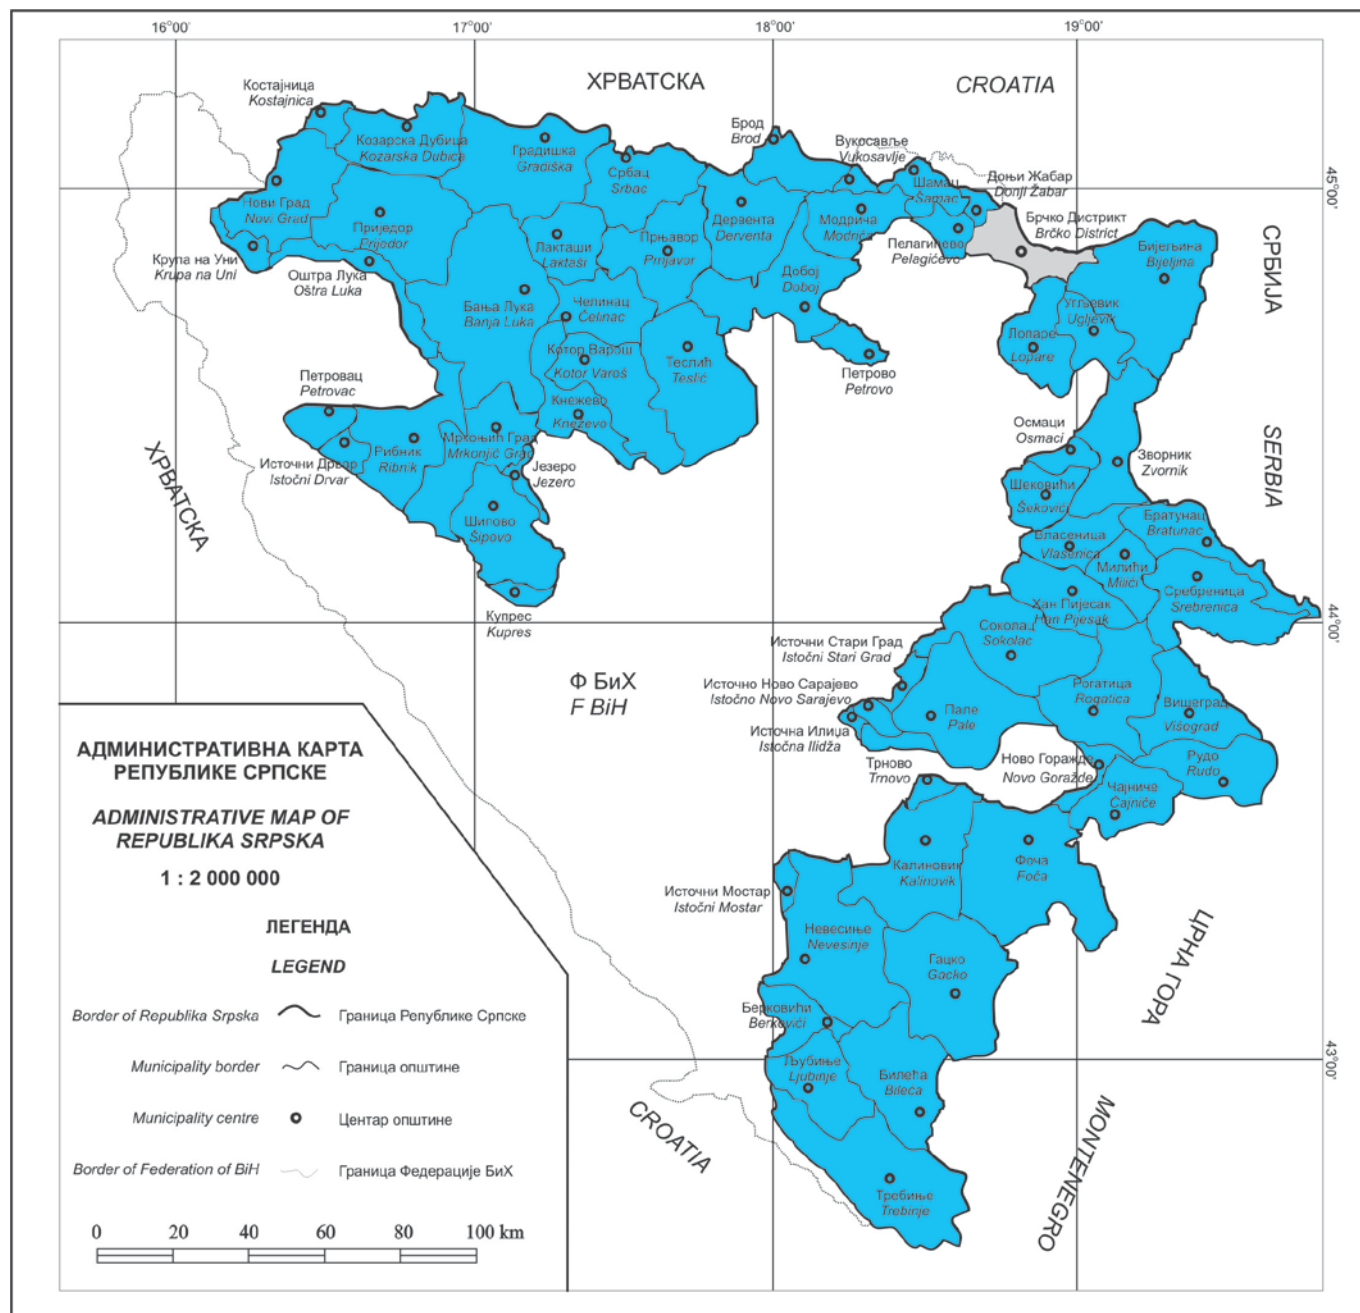 16°00'
17°00'
18°00'
19°00'
ХРВАТСКА
CROATIA
Костајница
Kostajnica
Козарска Дубица
Kozarska Dubica
Градишка
Gradiška
Србац
Srbac
Брод
Brod
Вукосавље
Vukosavlje
Шамац
Šamac
Доњи Жабар
Donji Žabar
45°00'
Нови Град
Novi Grad
Приједор
Prijedor
Лакташи
Laktaši
Прњавор
Prnjavor
Дервента
Derventa
Модрича
Modriča
Пелагићево
Pelagićevo
Брчко Дистрикт
Brčko District
Бијељина
Bijeljina
СРБИЈА
Крупа на Уни
Krupa na Uni
Оштра Лука
Oštra Luka
Бања Лука
Banja Luka
Челинац
Čelinac
Добој
Doboj
Угљевик
Ugljevik
Лопаре
Lopare
Котор Варош
Kotor Varoš
Теслић
Teslić
Петрово
Petrovo
Петровац
Petrovac
Кнежево
Kneževo
Осмаци
Osmaci
Зворник
Zvornik
SERBIA
Мркоњић Град
Mrkonjić Grad
Рибник
Ribnik
Источни Дрвар
Istočni Drvar
Језеро
Jezero
ХРВАТСКА
Шековићи
Šekovići
Шипово
Šipovo
Братунац
Bratunac
Власеница
Vlasenica
Милићи
Milići
Сребреница
Srebrenica
Хан Пијесак
Han Pijesak
Купрес
Kupres
44°00'
Соколац
Sokolac
Источни Стари Град
Istočni Stari Grad
Ф БиХ
F BiH
Источно Ново Сарајево
Istočno Novo Sarajevo
Рогатица
Rogatica
Вишеград
Višegrad
Пале
Pale
Источна Илиџа
Istočna Ilidža
Трново
Trnovo
Ново Горажде
Novo Goražde
Рудо
Rudo
Чајниче
Čajniče
АДМИНИСТРАТИВНА КАРТА
РЕПУБЛИКЕ СРПСКЕ
ADMINISTRATIVE MAP OF
REPUBLIKA SRPSKA
1 : 2 000 000
Калиновик
Kalinovik
Фоча
Foča
Источни Мостар
Istočni Mostar
Невесиње
Nevesinje
Гацко
Gacko
ЦРНА ГОРА
Берковићи
Berkovići
43°00'
Љубиње
Ljubinje
Билећа
Bileca
CROATIA
MONTENEGRO
Требиње
Trebinje
ЛЕГЕНДА
LEGEND
Border of Republika Srpska Граница Републике Српске
Municipality border Граница општине
Municipality centre Центар општине
Border of Federation of BiH Граница Федерације БиХ
0 20 40 60 80 100 km